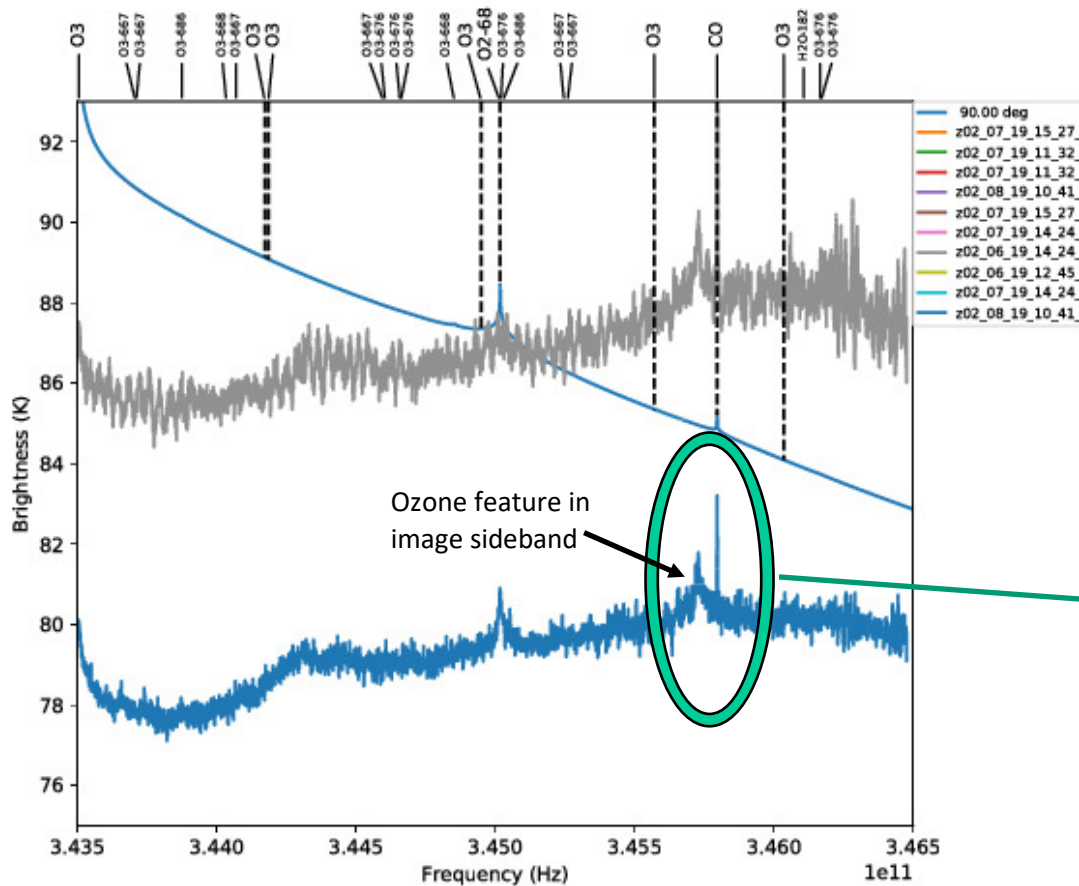 O3
O3-667
O3-667
O3-686
O3-668
O3-667
O3
O3
O3-667
O3-676
O3-676
O3-676
O3-668
O3
O2-68
O3-676
O3-686
O3-667
O3-667
O3
CO
O3
H2O-182
O3-676
O3-676
92
90
88
86
84
82
80
78
76
Brightness (K)
90.00 deg
z02_07_19_15_27_
z02_07_19_11_32_
z02_07_19_11_32_
z02_08_19_10_41_
z02_07_19_15_27_
z02_07_19_14_24_
z02_06_19_14_24_
z02_06_19_12_45_
z02_07_19_14_24_
z02_08_19_10_41_
Ozone feature in
image sideband
3.435
3.440
3.445
3.450
3.455
3.460
3.465
Frequency (Hz)
1e11